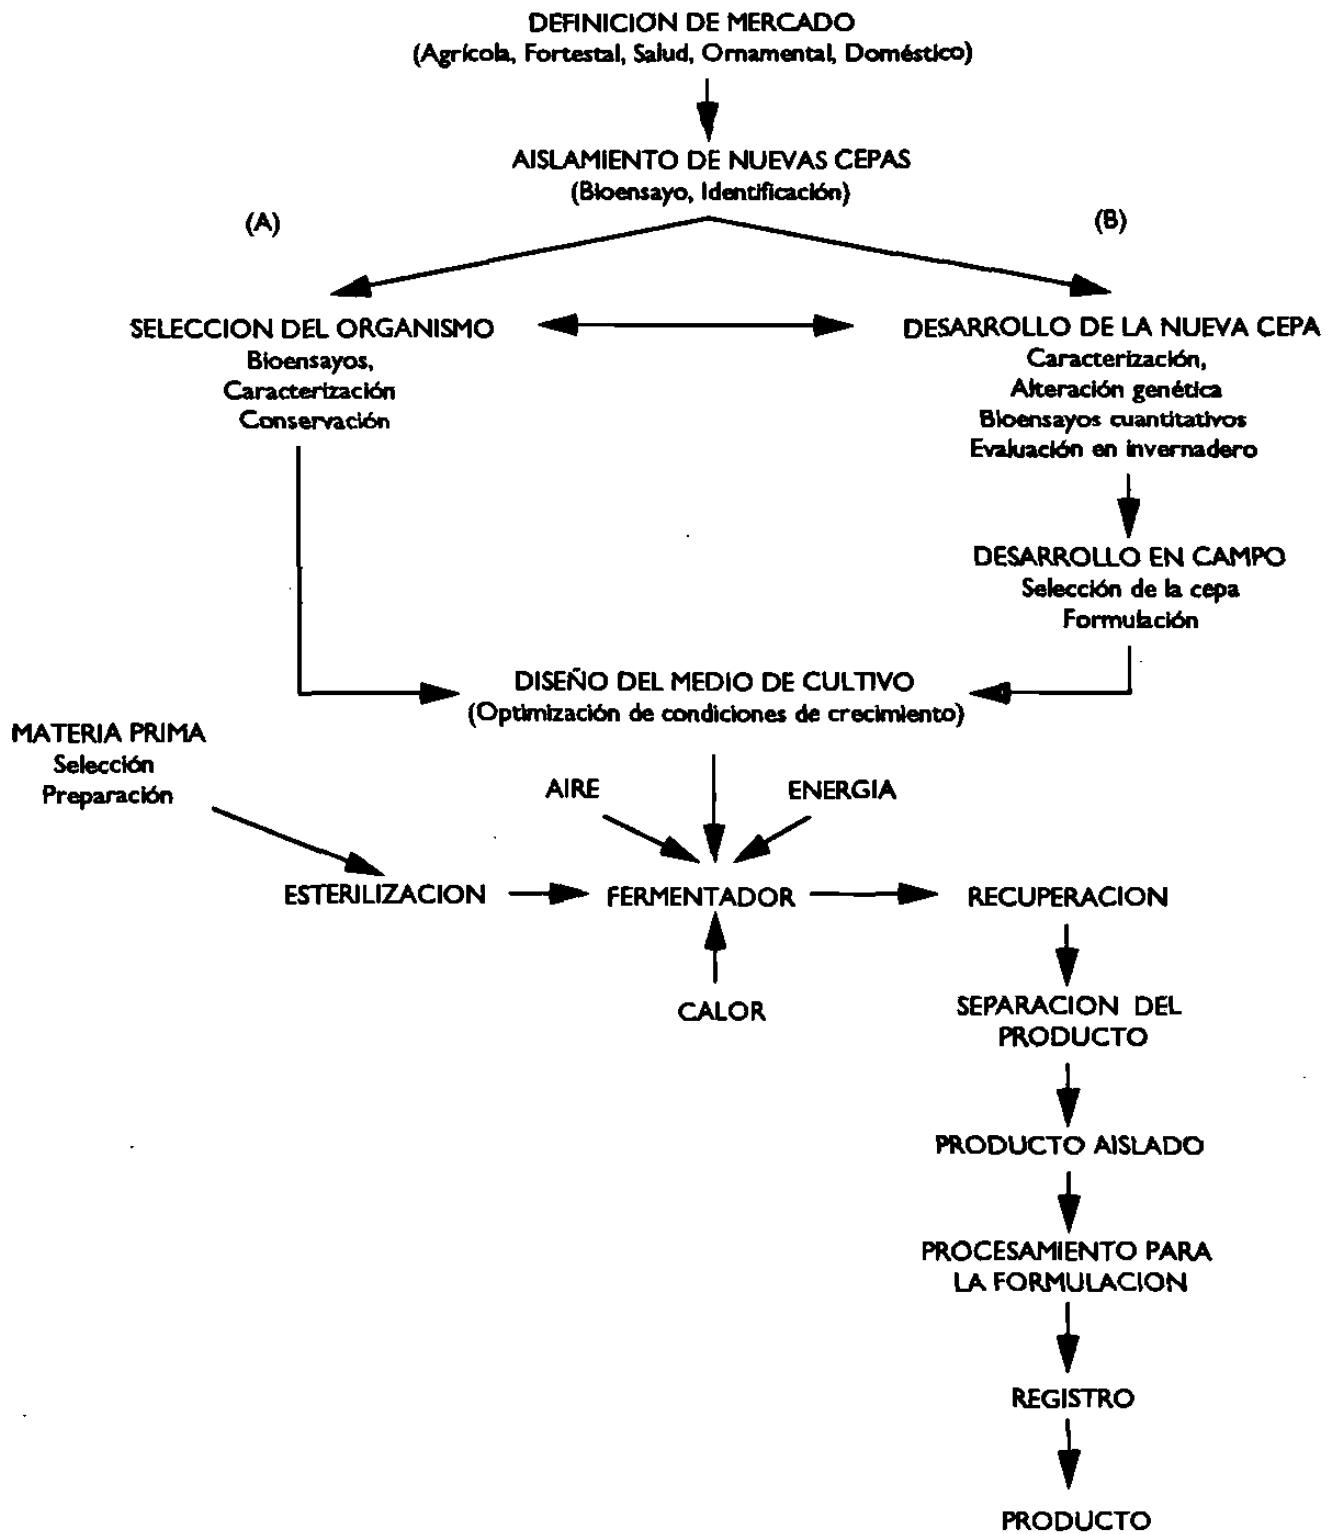 DEFINICION DE MERCADO
(Agrícola, Fortestal, Salud, Ornamental, Doméstico)
AISLAMIENTO DE NUEVAS CEPAS
(Bioensayo, Identificación)
(A)
(B)
SELECCION DEL ORGANISMO
Bioensayos,
Caracterización
Conservación
DESARROLLO DE LA NUEVA CEPA
Caracterización,
Alteración genética
Bioensayos cuantitativos
Evaluación en invernadero
DESARROLLO EN CAMPO
Selección de la cepa
Formulación
DISEÑO DEL MEDIO DE CULTIVO
(Optimización de condiciones de crecimiento)
MATERIA PRIMA
Selección
Preparación
AIRE
ENERGIA
ESTERILIZACION
FERMENTADOR
RECUPERACION
CALOR
SEPARACION DEL
PRODUCTO
PRODUCTO AISLADO
PROCESAMIENTO PARA
LA FORMULACION
REGISTRO
PRODUCTO